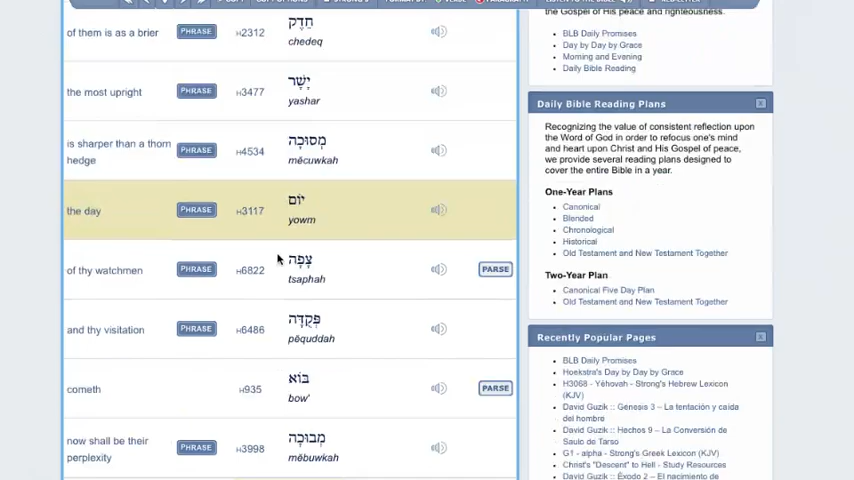 of them is as a brier PHRASE H2312 חֵדֶק
chedeq
the most upright PHRASE H3477 יָשָׁר
yashar
is sharper than a thorn hedge PHRASE H4534 מְסוּכָה
mĕcuwkah
the day PHRASE H3117 יוֹם
yowm
of thy watchmen PHRASE H6822 צָפָה PARSE
tsaphah
and thy visitation PHRASE H6486 פְּקֻדָּה
pĕquddah
cometh H935 בּוֹא PARSE
bow'
now shall be their perplexity PHRASE H3998 מְבוּכָה
mĕbuwkah
the Gospel of His peace and righteousness.
BLB Daily Promises
Day by Day by Grace
Morning and Evening
Daily Bible Reading
Daily Bible Reading Plans
Recognizing the value of consistent reflection upon
the Word of God in order to refocus one's mind
and heart upon Christ and His Gospel of peace,
we provide several reading plans designed to
cover the entire Bible in a year.
One-Year Plans
Canonical
Blended
Chronological
Historical
Old Testament and New Testament Together
Two-Year Plan
Canonical Five Day Plan
Old Testament and New Testament Together
Recently Popular Pages
BLB Daily Promises
Hoekstra's Day by Day by Grace
H3068 - Yĕhovah - Strong's Hebrew Lexicon
(KJV)
David Guzik :: Génesis 3 – La tentación y caída
del hombre
David Guzik :: Hechos 9 – La Conversión de
Saulo de Tarso
G1 - alpha - Strong's Greek Lexicon (KJV)
Christ's "Descent" to Hell - Study Resources
David Guzik :: Éxodo 2 – El nacimiento de